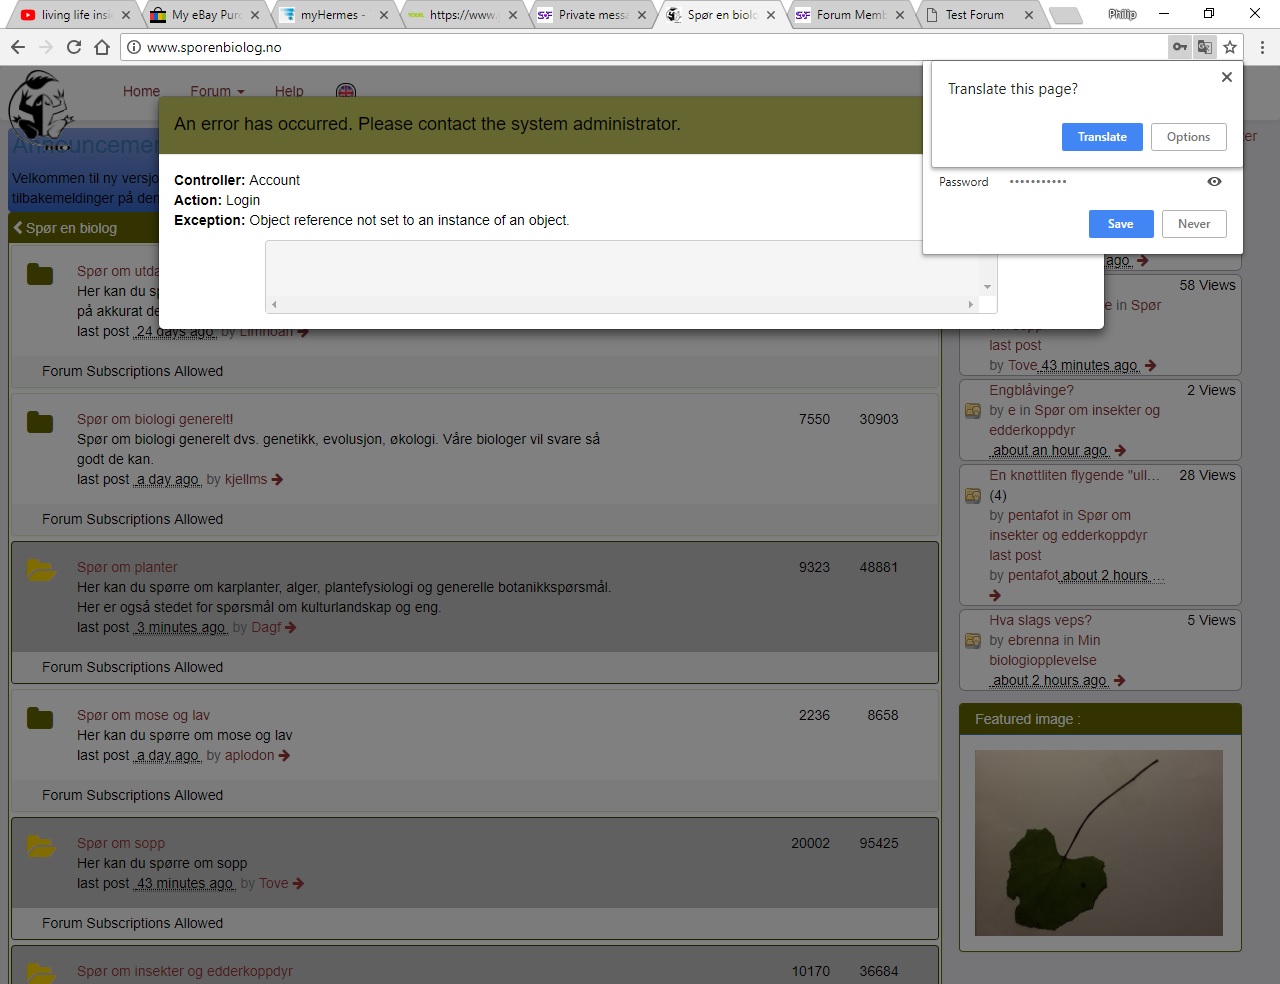 living life insi
My eBay Purc
myHermes -
YODEL
https://www.
SXF
Private messa
Spør en biolo
SXF
Forum Memb
Test Forum
Philip
www.sporenbiolog.no
Home
Forum
Help
Translate this page?
Translate
Options
Password
Save
Never
An error has occurred. Please contact the system administrator.
Controller: Account
Action: Login
Exception: Object reference not set to an instance of an object.
Announcemen
Velkommen til ny versjo
tilbakemeldinger på den
Spør en biolog
Spør om utda
Her kan du sp
på akkurat de
last post 24 days ago by Limnoan
Forum Subscriptions Allowed
Spør om biologi generelt!
7550 30903
Spør om biologi generelt dvs. genetikk, evolusjon, økologi. Våre biologer vil svare så
godt de kan.
last post a day ago by kjellms
Forum Subscriptions Allowed
Spør om planter
9323 48881
Her kan du spørre om karplanter, alger, plantefysiologi og generelle botanikkspørsmål.
Her er også stedet for spørsmål om kulturlandskap og eng.
last post 3 minutes ago by Dagf
Forum Subscriptions Allowed
Spør om mose og lav
2236 8658
Her kan du spørre om mose og lav
last post a day ago by aplodon
Forum Subscriptions Allowed
Spør om sopp
20002 95425
Her kan du spørre om sopp
last post 43 minutes ago by Tove
Forum Subscriptions Allowed
Spør om insekter og edderkoppdyr
10170 36684
er
ago
58 Views
e in Spør
last post
by Tove 43 minutes ago
Engblåvinge?
2 Views
by e in Spør om insekter og
edderkoppdyr
about an hour ago
En knøttliten flygende "ull...
28 Views
(4)
by pentafot in Spør om
insekter og edderkoppdyr
last post
by pentafot about 2 hours ...
Hva slags veps?
5 Views
by ebrenna in Min
biologiopplevelse
about 2 hours ago
Featured image :